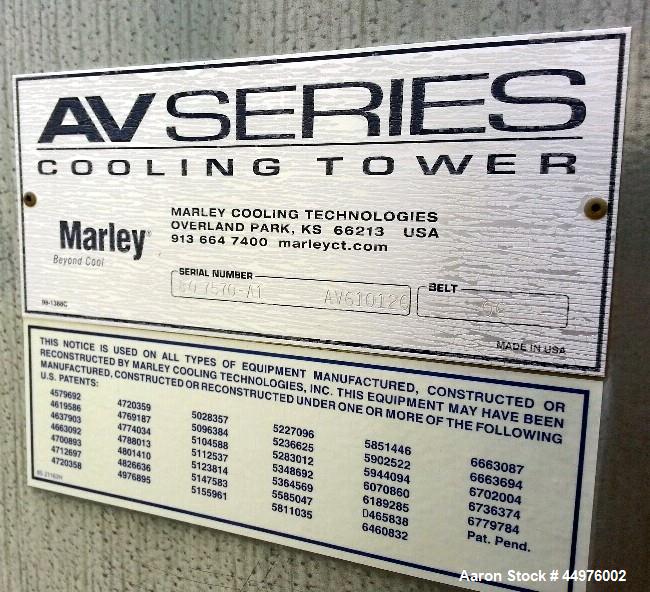 AV SERIES
COOLING TOWER
Marley®
Beyond Cool
MARLEY COOLING TECHNOLOGIES
OVERLAND PARK, KS 66213 USA
913 664 7400 marleyct.com
SERIAL NUMBER
BELT
98-1388C
MADE IN USA
THIS NOTICE IS USED ON ALL TYPES OF EQUIPMENT MANUFACTURED, CONSTRUCTED OR
RECONSTRUCTED BY MARLEY COOLING TECHNOLOGIES, INC. THIS EQUIPMENT MAY HAVE BEEN
MANUFACTURED, CONSTRUCTED OR RECONSTRUCTED UNDER ONE OR MORE OF THE FOLLOWING
U.S. PATENTS:
4579692
4619586
4637903
4663092
4700893
4712697
4720358
4720359
4769187
4774034
4788013
4801410
4826636
4976895
5028357
5096384
5104588
5112537
5123814
5147583
5155961
5227096
5236625
5283012
5348692
5364569
5585047
5811035
5851446
5902522
5944094
6070860
6189285
D465838
6460832
6663087
6663694
6702004
6736374
6779784
Pat. Pend.
Aaron Stock # 44976002